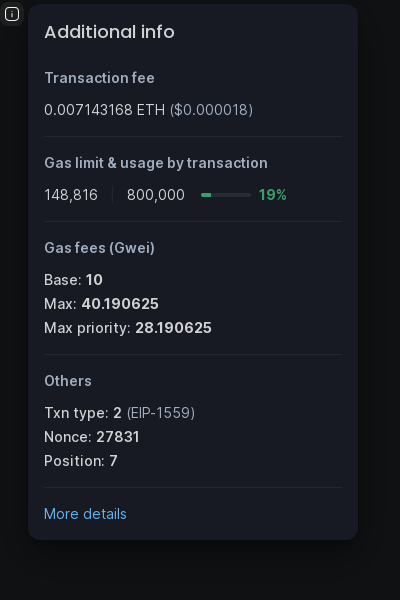 Additional info
Transaction fee
0.007143168 ETH ($0.000018)
Gas limit & usage by transaction
148,816 800,000 19%
Gas fees (Gwei)
Base: 10
Max: 40.190625
Max priority: 28.190625
Others
Txn type: 2 (EIP-1559)
Nonce: 27831
Position: 7
More details